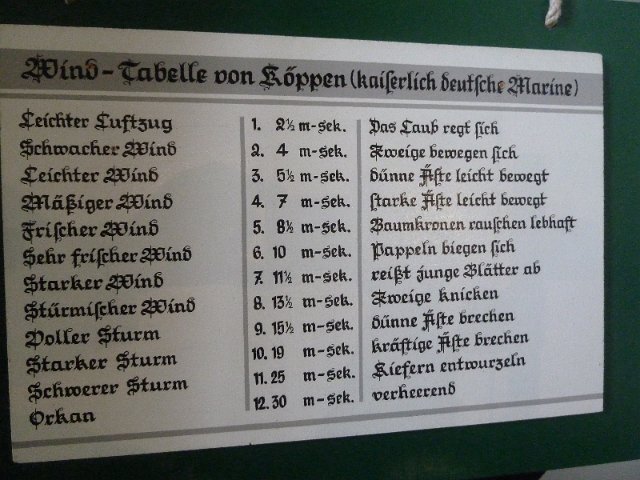 Wind-Tabelle von Köppen (kaiserlich deutsche Marine)
Leichter Luftzug 1. 2½ m-sek. Das Laub regt sich
Schwacher Wind 2. 4 m-sek. Zweige bewegen sich
Leichter Wind 3. 5½ m-sek. dünne Äste leicht bewegt
Mäßiger Wind 4. 7 m-sek. starke Äste leicht bewegt
Frischer Wind 5. 8½ m-sek. Baumkronen rauschen lebhaft
Sehr frischer Wind 6. 10 m-sek. Pappeln biegen sich
Starker Wind 7. 11½ m-sek. reißt junge Blätter ab
Stürmischer Wind 8. 13½ m-sek. Zweige knicken
Voller Sturm 9. 15½ m-sek. dünne Äste brechen
Starker Sturm 10. 19 m-sek. kräftige Äste brechen
Schwerer Sturm 11. 25 m-sek. Kiefern entwurzeln
Orkan 12. 30 m-sek. verheerend